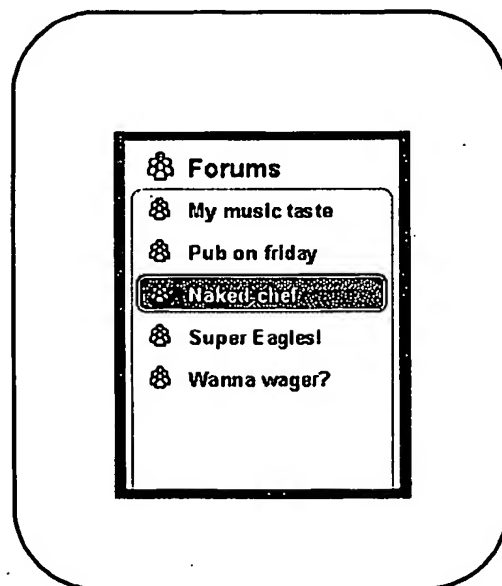 Forums
My music taste
Pub on friday
Naked chef
Super Eagles!
Wanna wager?